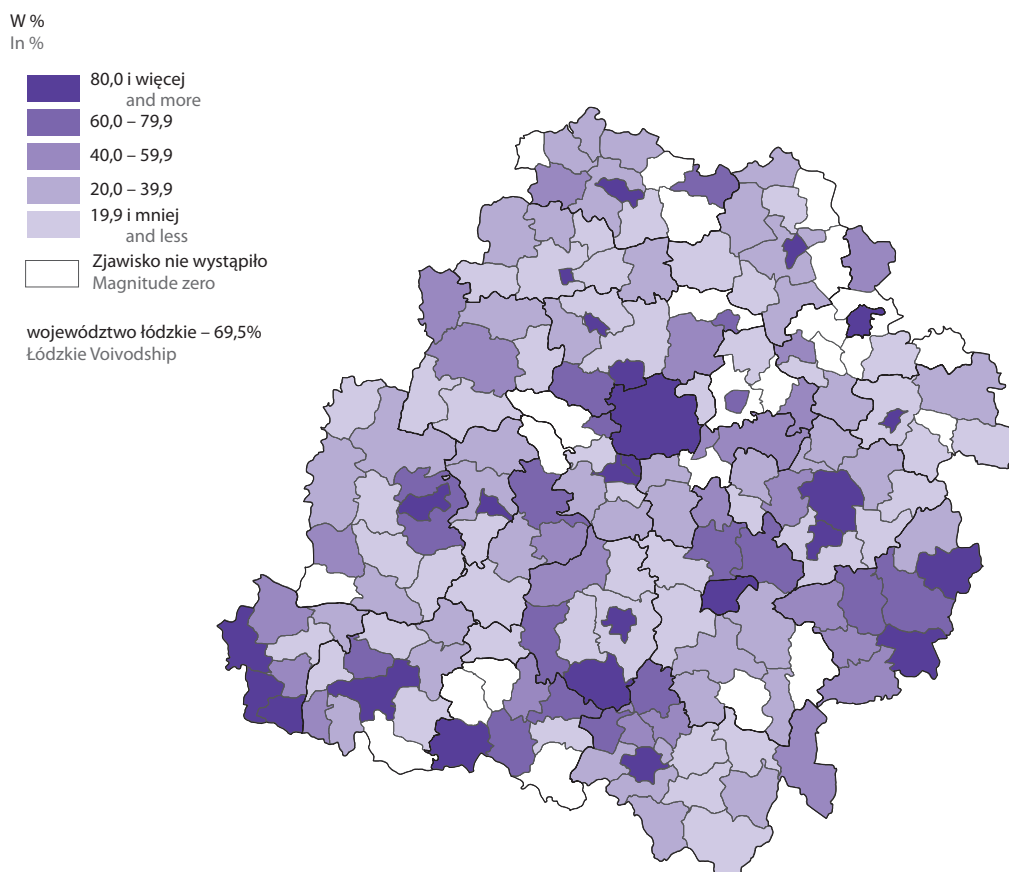 W %
In %
80,0 i więcej
and more
60,0 – 79,9
40,0 – 59,9
20,0 – 39,9
19,9 i mniej
and less
Zjawisko nie wystąpiło
Magnitude zero
województwo łódzkie – 69,5%
Łódzkie Voivodship